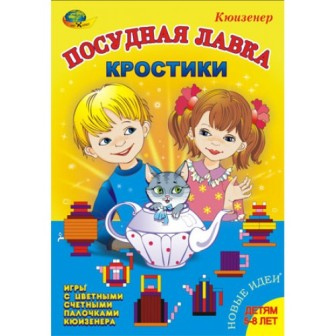 Кюизенер
ПОСУДНАЯ ЛАВКА
КРОСТИКИ
ИГРЫ
С ЦВЕТНЫМИ
СЧЕТНЫМИ
ПАЛОЧКАМИ
КЮИЗЕНЕРА
НОВЫЕ ИДЕИ
ДЕТЯМ
5-8 ЛЕТ